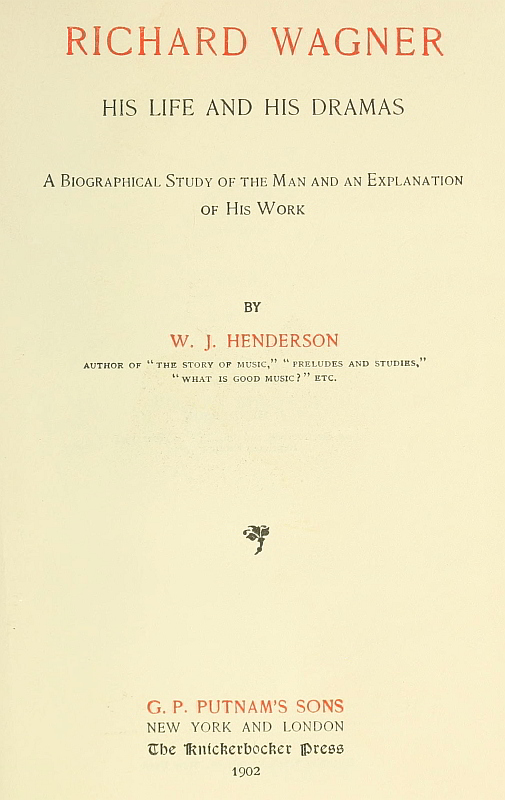 RICHARD WAGNER
HIS LIFE AND HIS DRAMAS
A Biographical Study of the Man and an Explanation
of His Work
BY
W. J. HENDERSON
AUTHOR OF "THE STORY OF MUSIC," "PRELUDES AND STUDIES,"
"WHAT IS GOOD MUSIC?" ETC.
G. P. PUTNAM'S SONS
NEW YORK AND LONDON
The Knickerbocker Press
1902